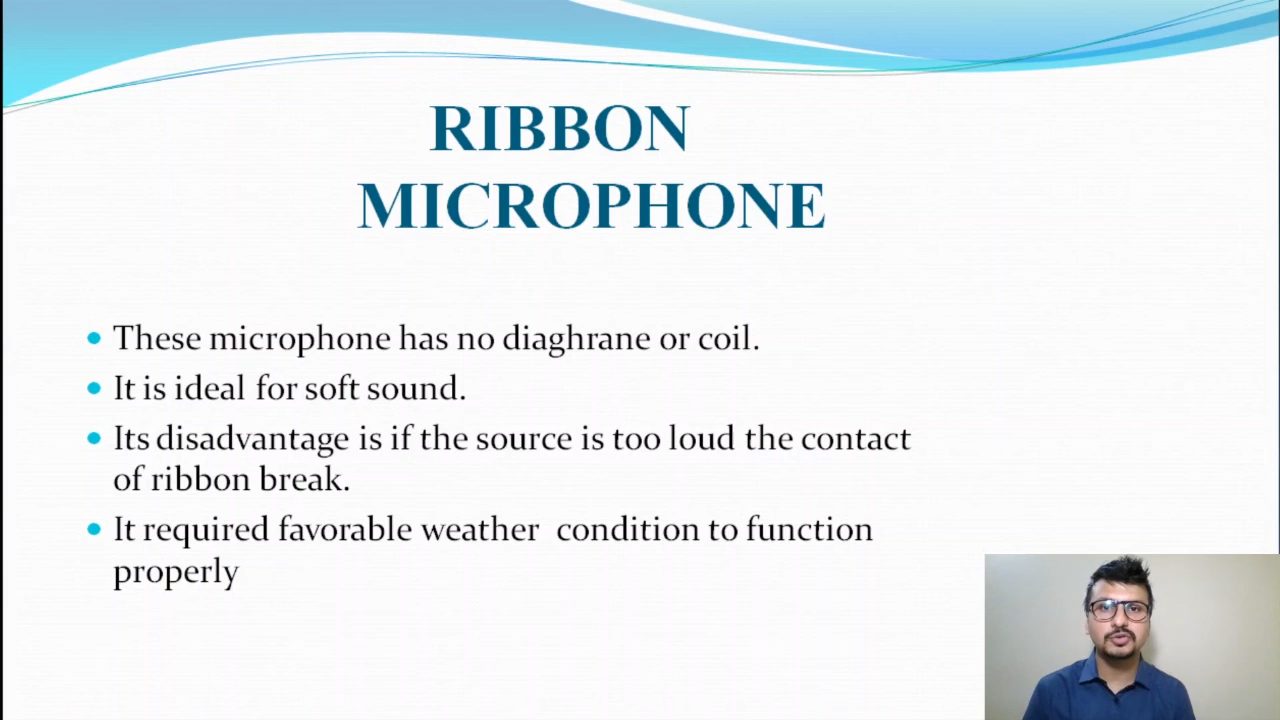 RIBBON
MICROPHONE
These microphone has no diaghrane or coil.
It is ideal for soft sound.
Its disadvantage is if the source is too loud the contact
of ribbon break.
It required favorable weather condition to function
properly